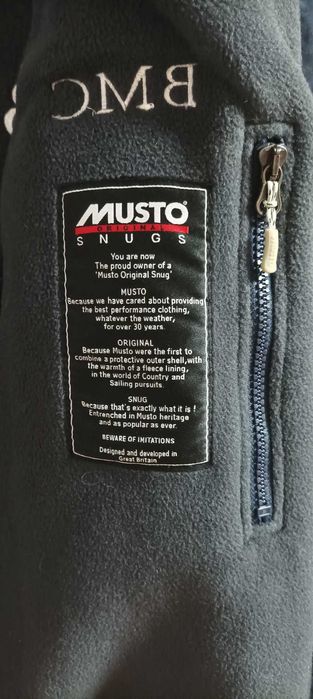 BMC
MUSTO
ORIGINAL
SNUGS
You are now
The proud owner of a
'Musto Original Snug'
MUSTO
Because we have cared about providing
the best performance clothing,
whatever the weather,
for over 30 years.
ORIGINAL
Because Musto were the first to
combine a protective outer shell, with
the warmth of a fleece lining,
in the world of Country and
Sailing pursuits.
SNUG
Because that's exactly what it is !
Entrenched in Musto heritage
and as popular as ever.
BEWARE OF IMITATIONS
Designed and developed in
Great Britain